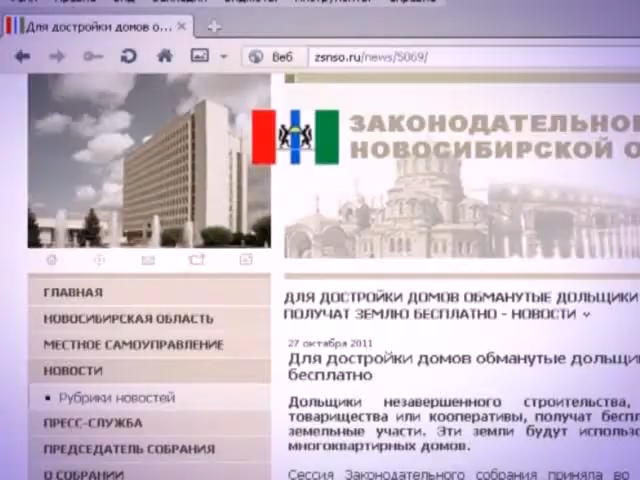 Для достройки домов о...
Веб
zsnso.ru/news/5069/
ЗАКОНОДАТЕЛЬНОЕ
НОВОСИБИРСКОЙ О
ГЛАВНАЯ
НОВОСИБИРСКАЯ ОБЛАСТЬ
МЕСТНОЕ САМОУПРАВЛЕНИЕ
НОВОСТИ
Рубрики новостей
ПРЕСС-СЛУЖБА
ПРЕДСЕДАТЕЛЬ СОБРАНИЯ
О СОБРАНИИ
ДЛЯ ДОСТРОЙКИ ДОМОВ ОБМАНУТЫЕ ДОЛЬЩИКИ
ПОЛУЧАТ ЗЕМЛЮ БЕСПЛАТНО - НОВОСТИ
27 октября 2011
Для достройки домов обманутые дольщи
бесплатно
Дольщики незавершенного строительства,
товарищества или кооперативы, получат беспл
земельные участи. Эти земли будут использо
многоквартирных домов.
Сессия Законодательного собрания приняла во